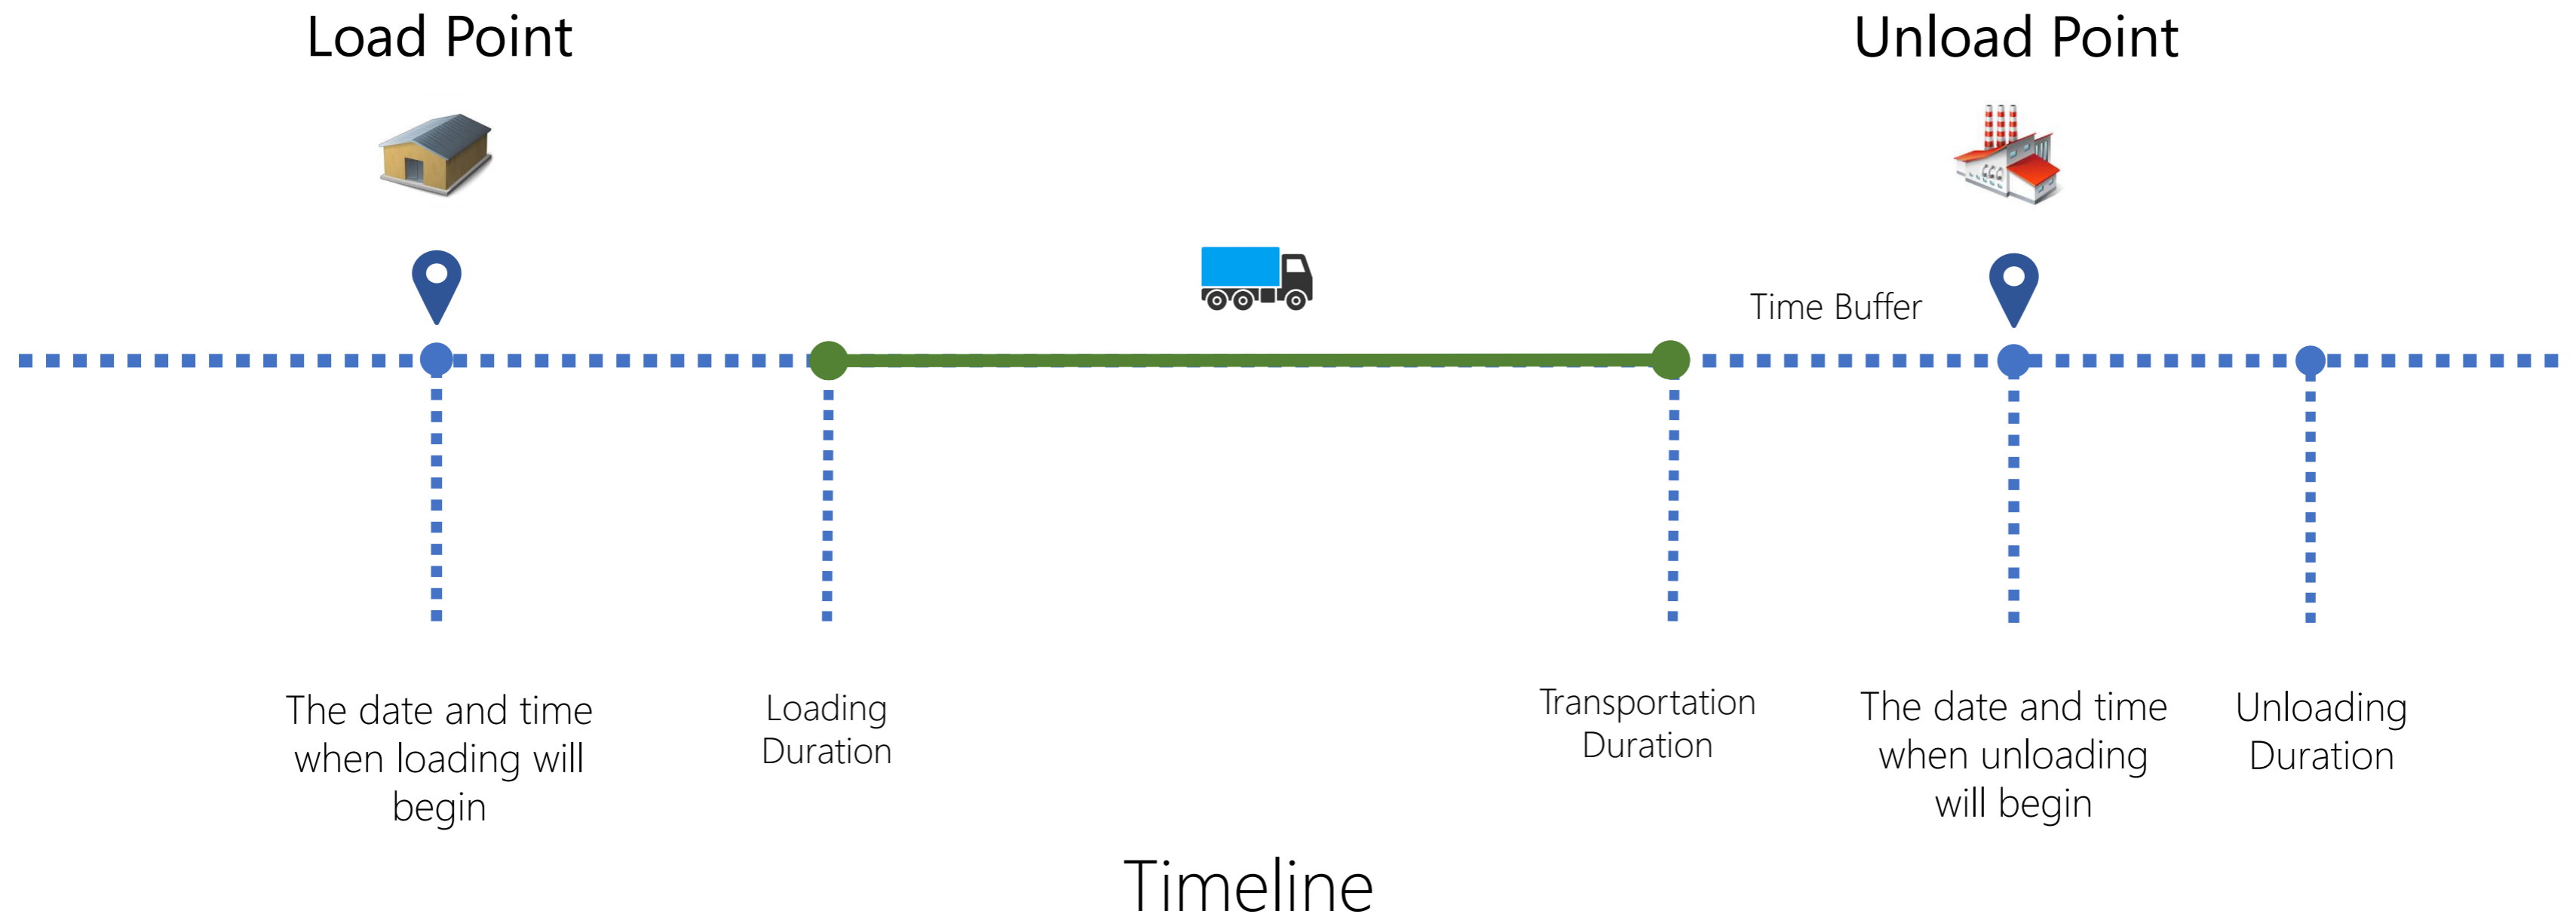 Load Point
Unload Point
Time Buffer
The date and time
when loading will
begin
Loading
Duration
Transportation
Duration
The date and time
when unloading
will begin
Unloading
Duration
Timeline